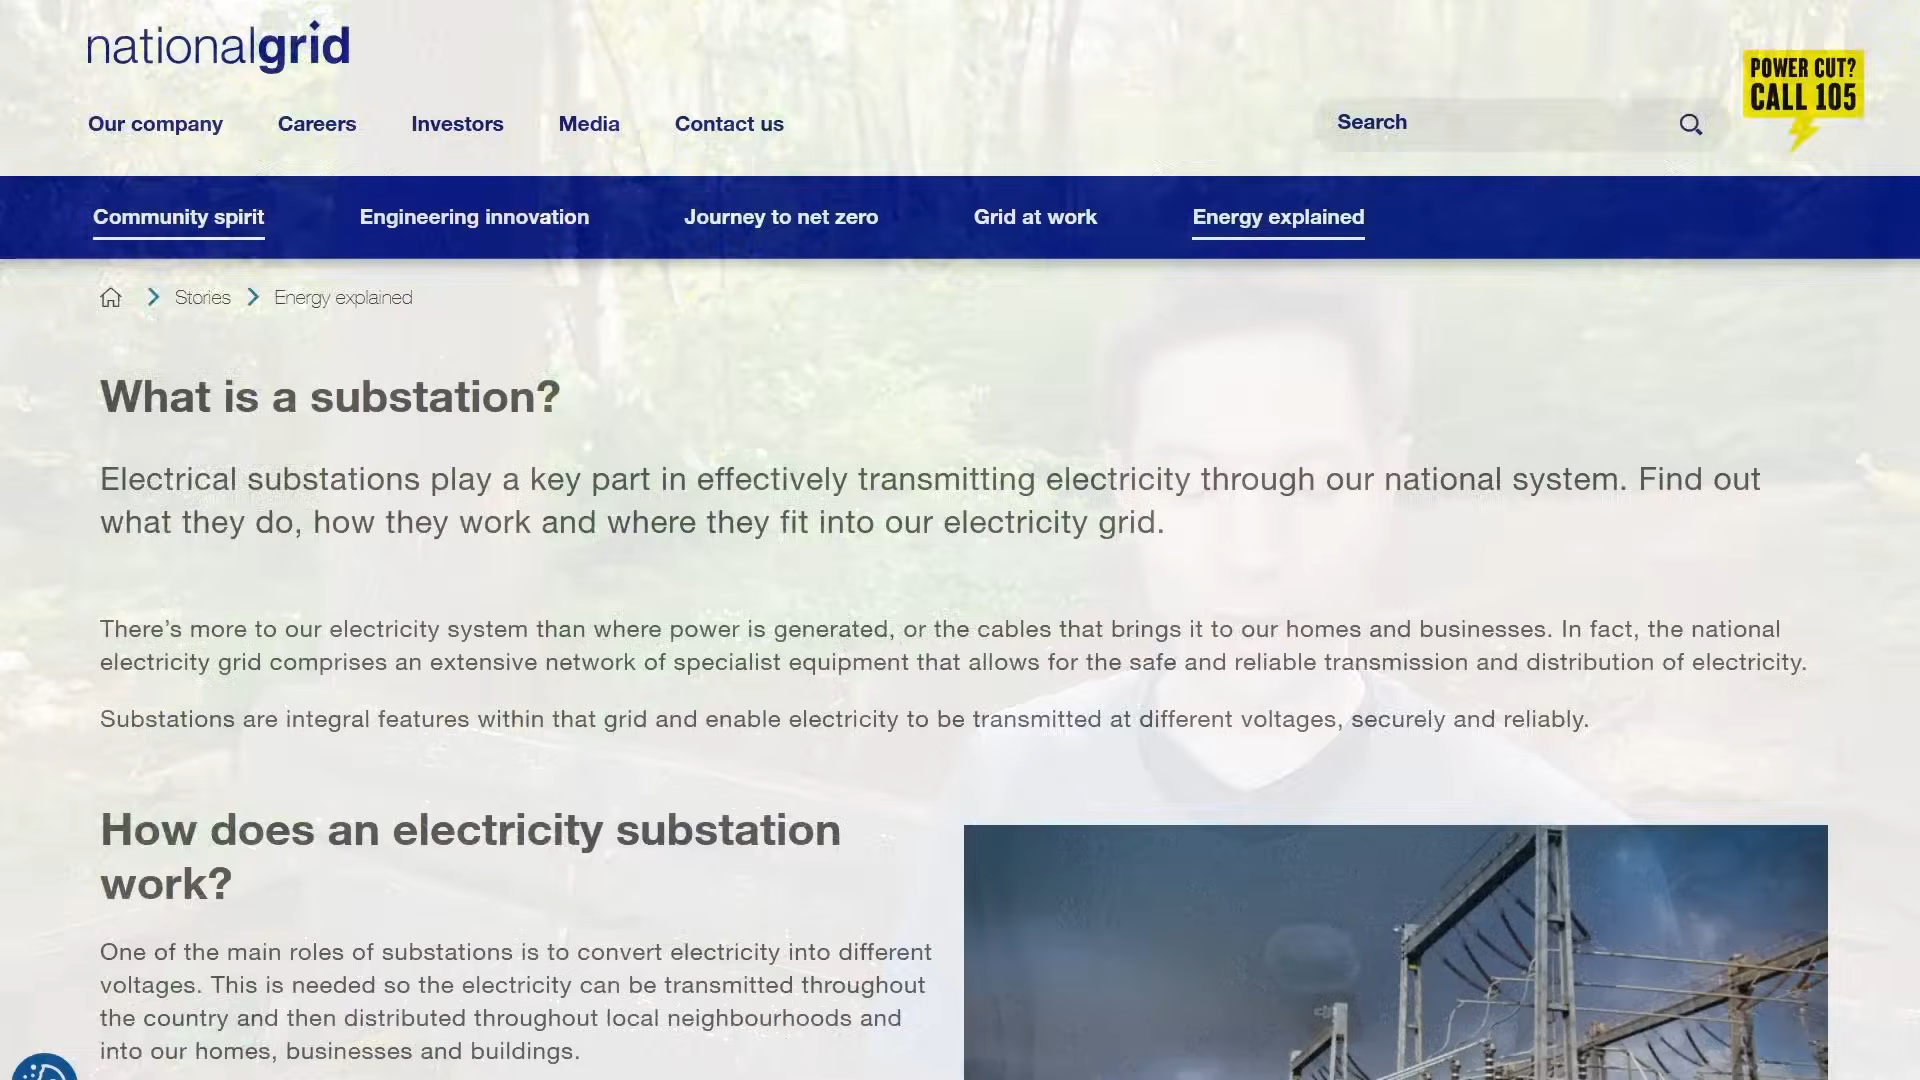 nationalgrid
POWER CUT?
CALL 105
Our company
Careers
Investors
Media
Contact us
Search
Community spirit
Engineering innovation
Journey to net zero
Grid at work
Energy explained
Stories
Energy explained
What is a substation?
Electrical substations play a key part in effectively transmitting electricity through our national system. Find out
what they do, how they work and where they fit into our electricity grid.
There’s more to our electricity system than where power is generated, or the cables that brings it to our homes and businesses. In fact, the national
electricity grid comprises an extensive network of specialist equipment that allows for the safe and reliable transmission and distribution of electricity.
Substations are integral features within that grid and enable electricity to be transmitted at different voltages, securely and reliably.
How does an electricity substation
work?
One of the main roles of substations is to convert electricity into different
voltages. This is needed so the electricity can be transmitted throughout
the country and then distributed throughout local neighbourhoods and
into our homes, businesses and buildings.